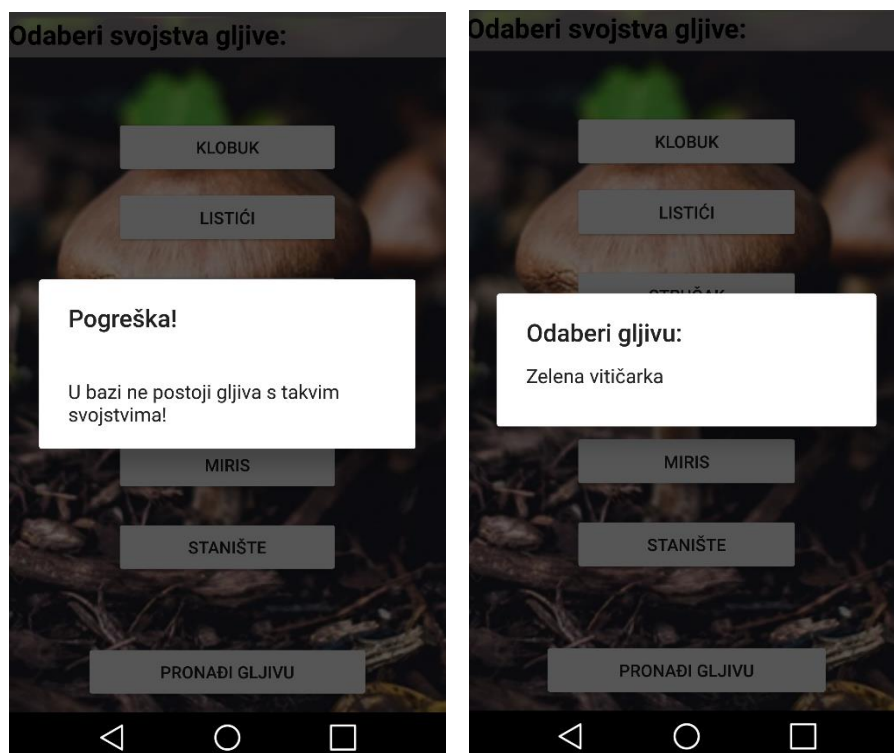 Odaberi svojstva gljive:
KLOBUK
LISTIĆI
Pogreška!
U bazi ne postoji gljiva s takvim
svojstvima!
MIRIS
STANIŠTE
PRONAĐI GLJIVU
Odaberi svojstva gljive:
KLOBUK
LISTIĆI
STRUČAK
Odaberi gljivu:
Zelena vitičarka
MIRIS
STANIŠTE
PRONAĐI GLJIVU